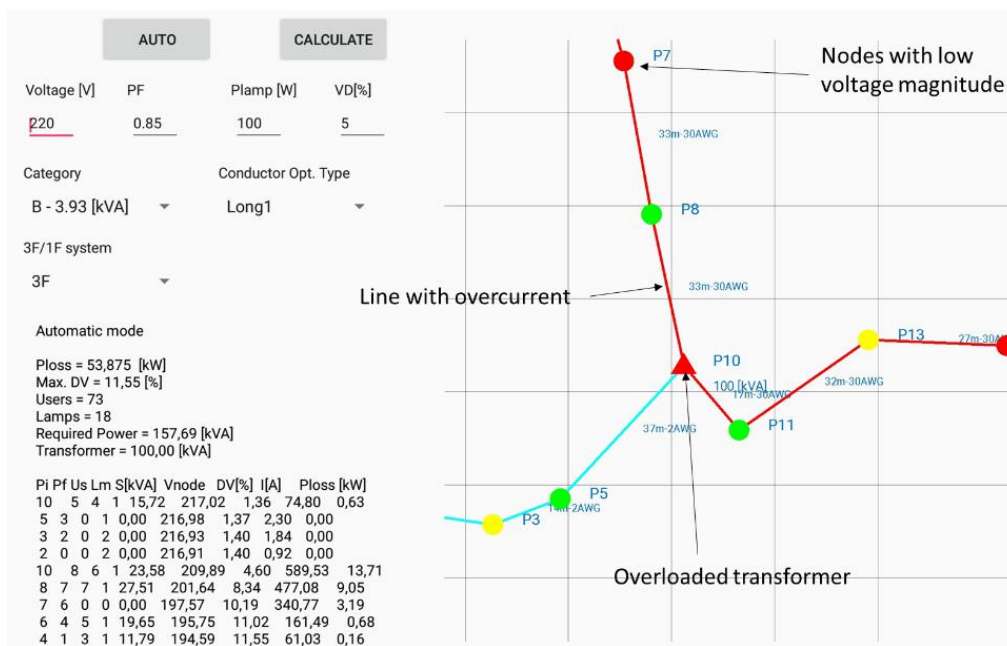 AUTO
CALCULATE
Voltage [V]
PF
Plamp [W]
VD[%]
220
0.85
100
5
Category
Conductor Opt. Type
B - 3.93 [kVA]
Long1
3F/1F system
3F
Automatic mode
Ploss = 53,875 [kW]
Max. DV = 11,55 [%]
Users = 73
Lamps = 18
Required Power = 157,69 [kVA]
Transformer = 100,00 [kVA]
Pi Pf Us Lm S[kVA] Vnode DV[%] I[A] Ploss [kW]
10 5 4 1 15,72 217,02 1,36 74,80 0,63
5 3 0 1 0,00 216,98 1,37 2,30 0,00
3 2 0 2 0,00 216,93 1,40 1,84 0,00
2 0 0 2 0,00 216,91 1,40 0,92 0,00
10 8 6 1 23,58 209,89 4,60 589,53 13,71
8 7 7 1 27,51 201,64 8,34 477,08 9,05
7 6 0 0 0,00 197,57 10,19 340,77 3,19
6 4 5 1 19,65 195,75 11,02 161,49 0,68
4 1 3 1 11,79 194,59 11,55 61,03 0,16
P7
Nodes with low
voltage magnitude
33m-30AWG
P8
33m-30AWG
Line with overcurrent
P13
P10
100 [kVA]
32m-30AWG
P11
37m-2AWG
P5
14m-2AWG
P3
Overloaded transformer